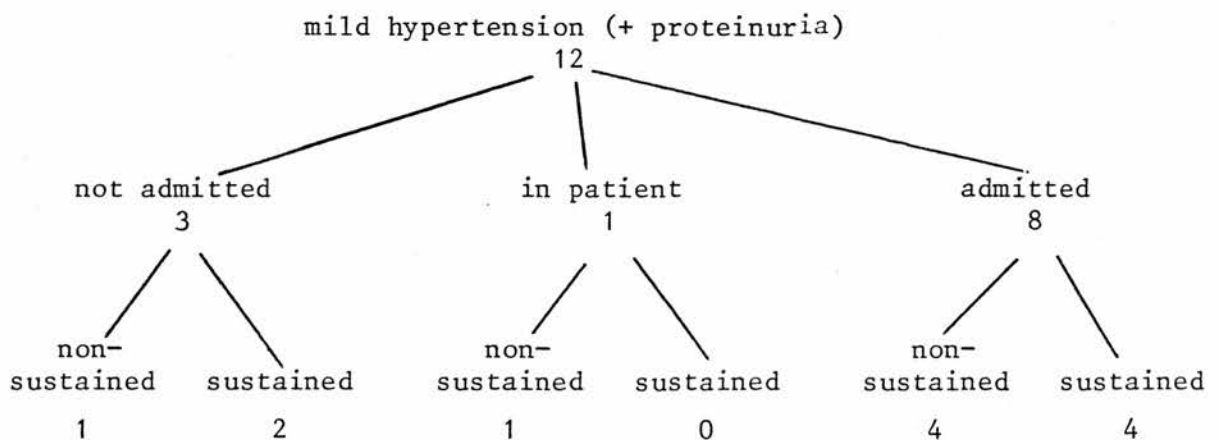 mild hypertension (+ proteinuria)
12
not admitted in patient admitted
3 1 8
non- non- non-
sustained sustained sustained sustained sustained sustained
1 2 1 0 4 4